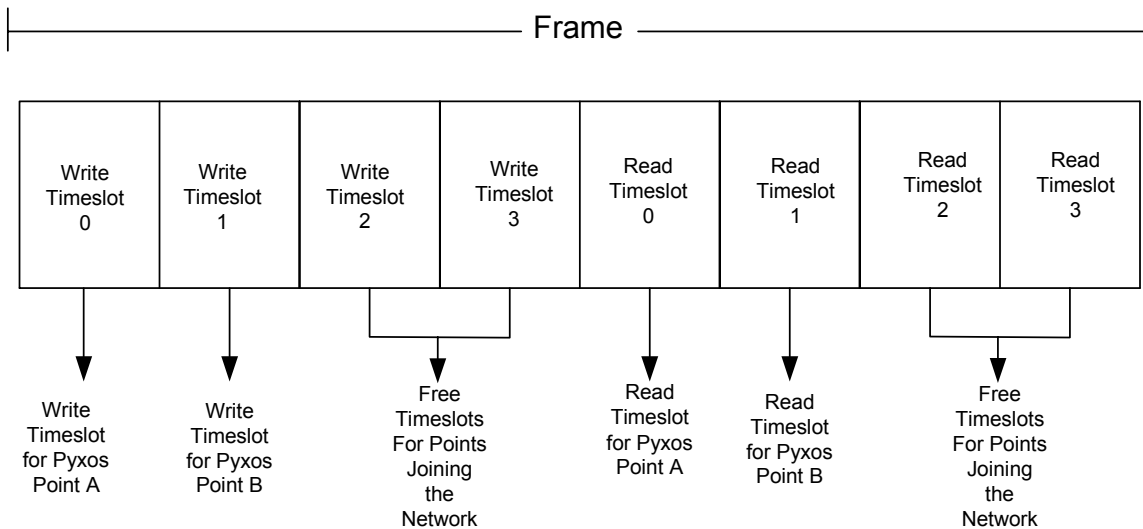 Frame
Write
Timeslot
0
Write
Timeslot
1
Write
Timeslot
2
Write
Timeslot
3
Read
Timeslot
0
Read
Timeslot
1
Read
Timeslot
2
Read
Timeslot
3
Write
Timeslot
for Pyxos
Point A
Write
Timeslot
for Pyxos
Point B
Free
Timeslots
For Points
Joining
the
Network
Read
Timeslot
for Pyxos
Point A
Read
Timeslot
for Pyxos
Point B
Free
Timeslots
For Points
Joining
the
Network